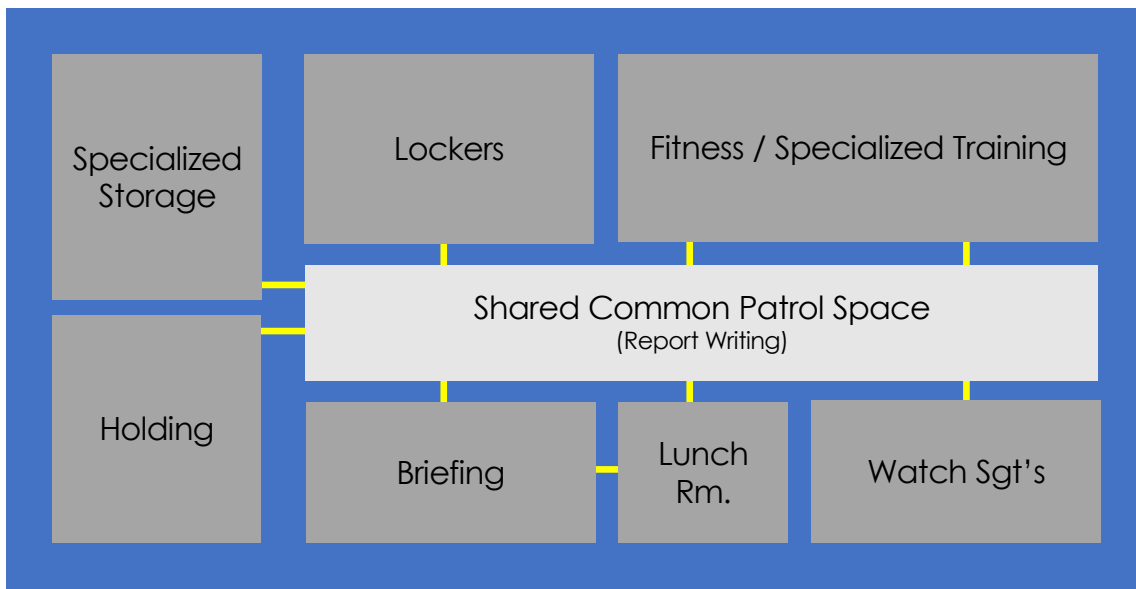 Specialized
Storage
Lockers
Fitness / Specialized Training
Shared Common Patrol Space
(Report Writing)
Holding
Briefing
Lunch
Rm.
Watch Sgt’s